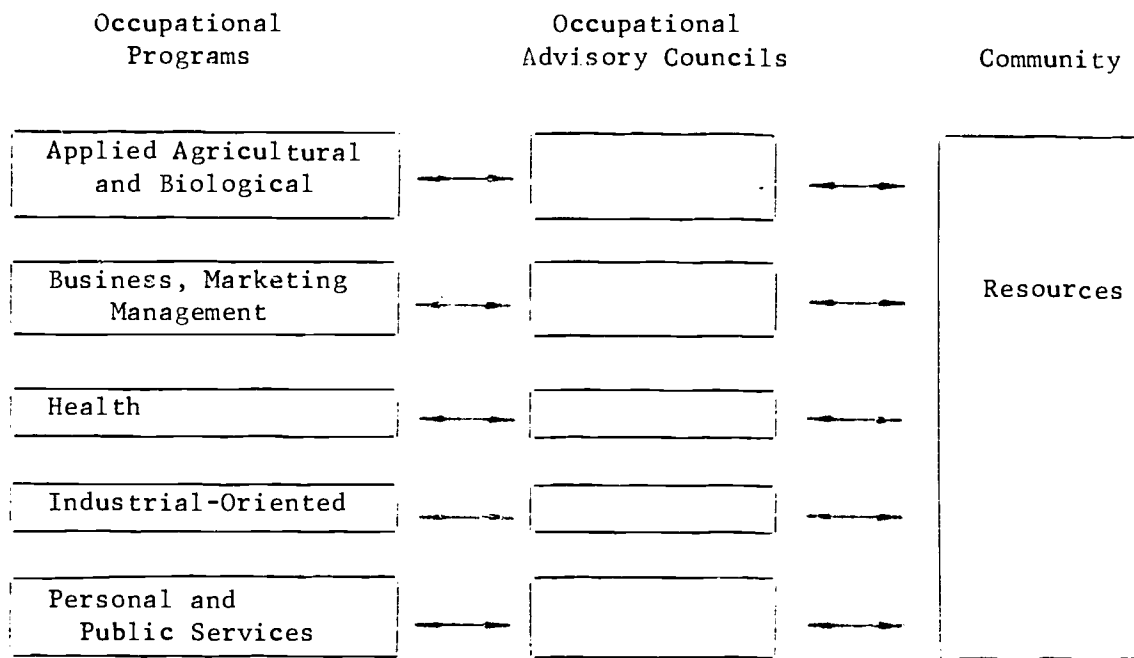 Occupational
Programs
Occupational
Advisory Councils
Community
Applied Agricultural
and Biological
Business, Marketing
Management
Resources
Health
Industrial-Oriented
Personal and
Public Services